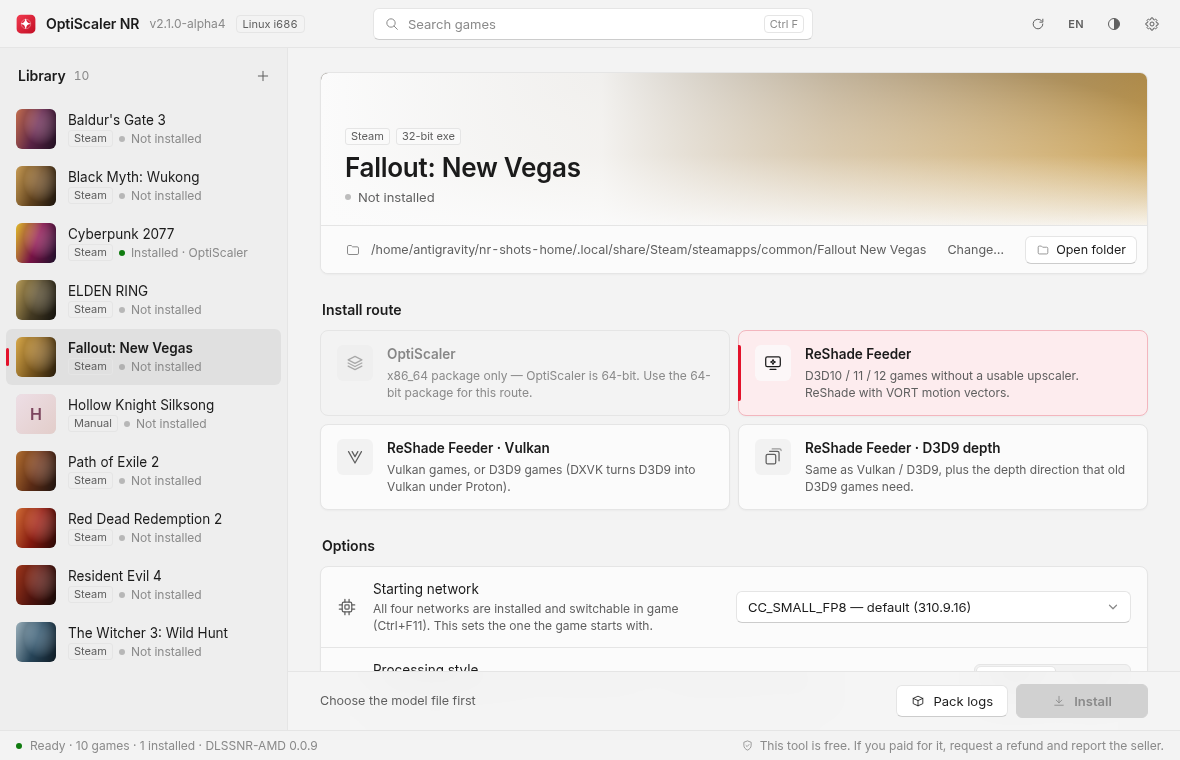 OptiScaler NR v2.1.0-alpha4 Linux i686
Search games Ctrl F
EN
Library 10
Baldur's Gate 3
Steam Not installed
Black Myth: Wukong
Steam Not installed
Cyberpunk 2077
Steam Installed · OptiScaler
ELDEN RING
Steam Not installed
Fallout: New Vegas
Steam Not installed
H
Hollow Knight Silksong
Manual Not installed
Path of Exile 2
Steam Not installed
Red Dead Redemption 2
Steam Not installed
Resident Evil 4
Steam Not installed
The Witcher 3: Wild Hunt
Steam Not installed
Steam 32-bit exe
Fallout: New Vegas
Not installed
/home/antigravity/nr-shots-home/.local/share/Steam/steamapps/common/Fallout New Vegas Change... Open folder
Install route
OptiScaler
x86_64 package only — OptiScaler is 64-bit. Use the 64-
bit package for this route.
ReShade Feeder
D3D10 / 11 / 12 games without a usable upscaler.
ReShade with VORT motion vectors.
ReShade Feeder · Vulkan
Vulkan games, or D3D9 games (DXVK turns D3D9 into
Vulkan under Proton).
ReShade Feeder · D3D9 depth
Same as Vulkan / D3D9, plus the depth direction that old
D3D9 games need.
Options
Starting network
All four networks are installed and switchable in game
(Ctrl+F11). This sets the one the game starts with.
CC_SMALL_FP8 — default (310.9.16)
Processing style
Choose the model file first
Pack logs
Install
Ready · 10 games · 1 installed · DLSSNR-AMD 0.0.9
This tool is free. If you paid for it, request a refund and report the seller.